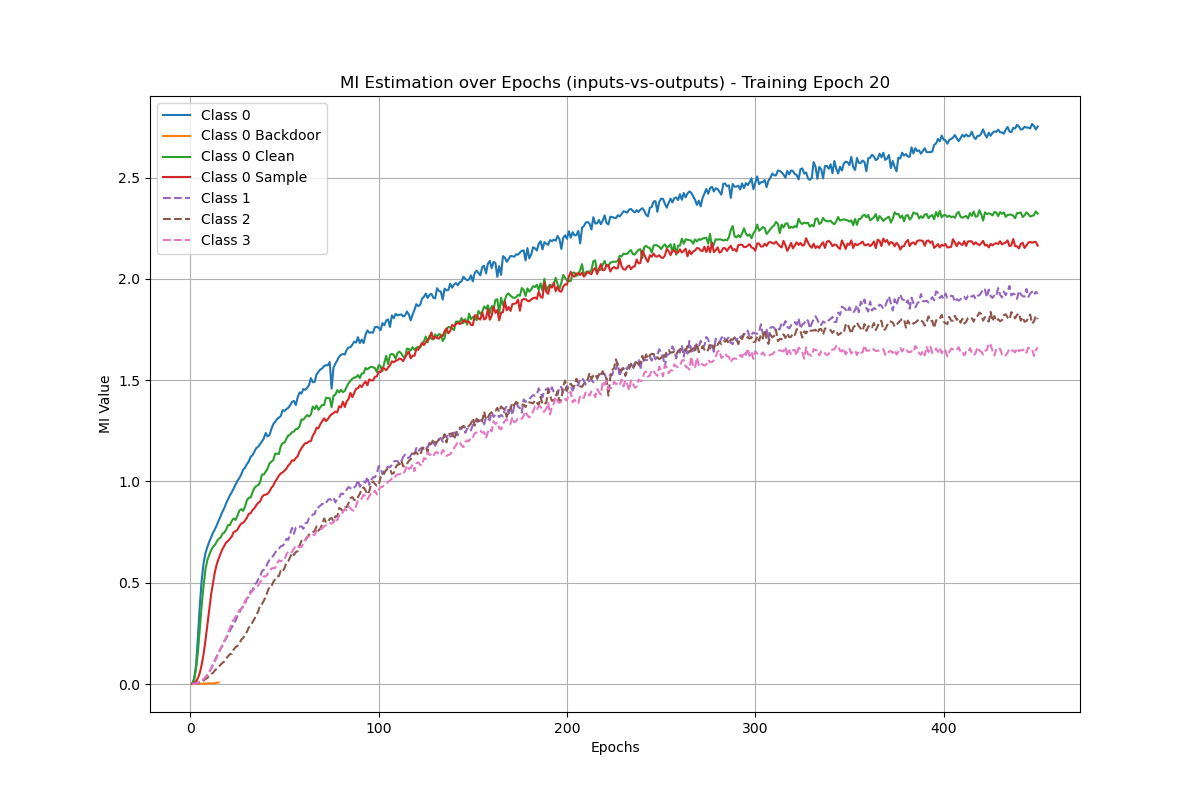 MI Estimation over Epochs (inputs-vs-outputs) - Training Epoch 20
Class 0
Class 0 Backdoor
Class 0 Clean
Class 0 Sample
Class 1
Class 2
Class 3
MI Value
2.5
2.0
1.5
1.0
0.5
0.0
0 100 200 300 400
Epochs